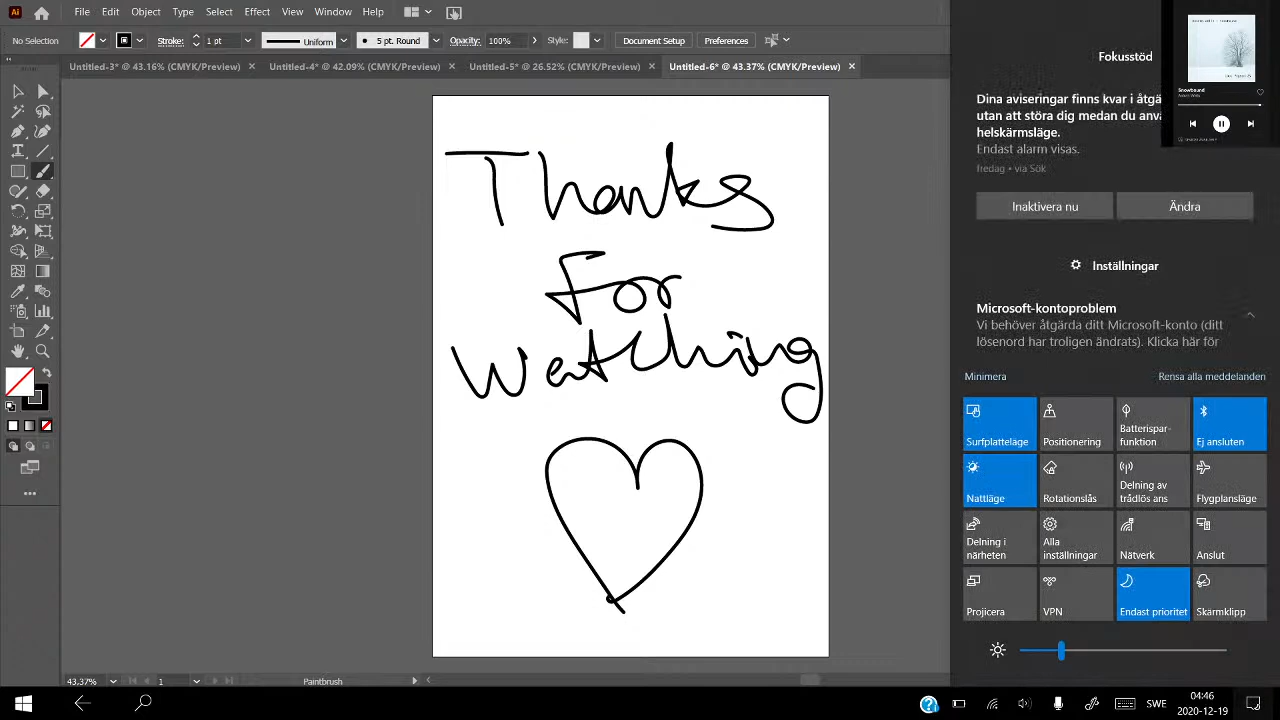 File Edit Object Type Select Effect View Window Help
No Selection Stroke: 1 pt Uniform 5 pt. Round Opacity: 100% Style: Document Setup Preferences
Untitled-3* @ 43.16% (CMYK/Preview) Untitled-4* @ 42.09% (CMYK/Preview) Untitled-5* @ 26.52% (CMYK/Preview) Untitled-6* @ 43.37% (CMYK/Preview)
Thanks
For
Watching
43,37% 1 Paintbrush
Snowbound
Fokusstöd
Dina aviseringar finns kvar i åtgä
utan att störa dig medan du anvä
helskärmsläge.
Endast alarm visas.
fredag • via Sök
Inaktivera nu Ändra
Inställningar
Microsoft-kontoproblem
Vi behöver åtgärda ditt Microsoft-konto (ditt
lösenord har troligen ändrats). Klicka här för
Minimera Rensa alla meddelanden
Surfplatteläge Positionering Batterispar-
funktion Ej ansluten
Nattläge Rotationslås Delning av
trådlös ans Flygplansläge
Delning i
närheten Alla
inställningar Nätverk Anslut
Projicera VPN Endast prioritet Skärmklipp
SWE 04:46
2020-12-19